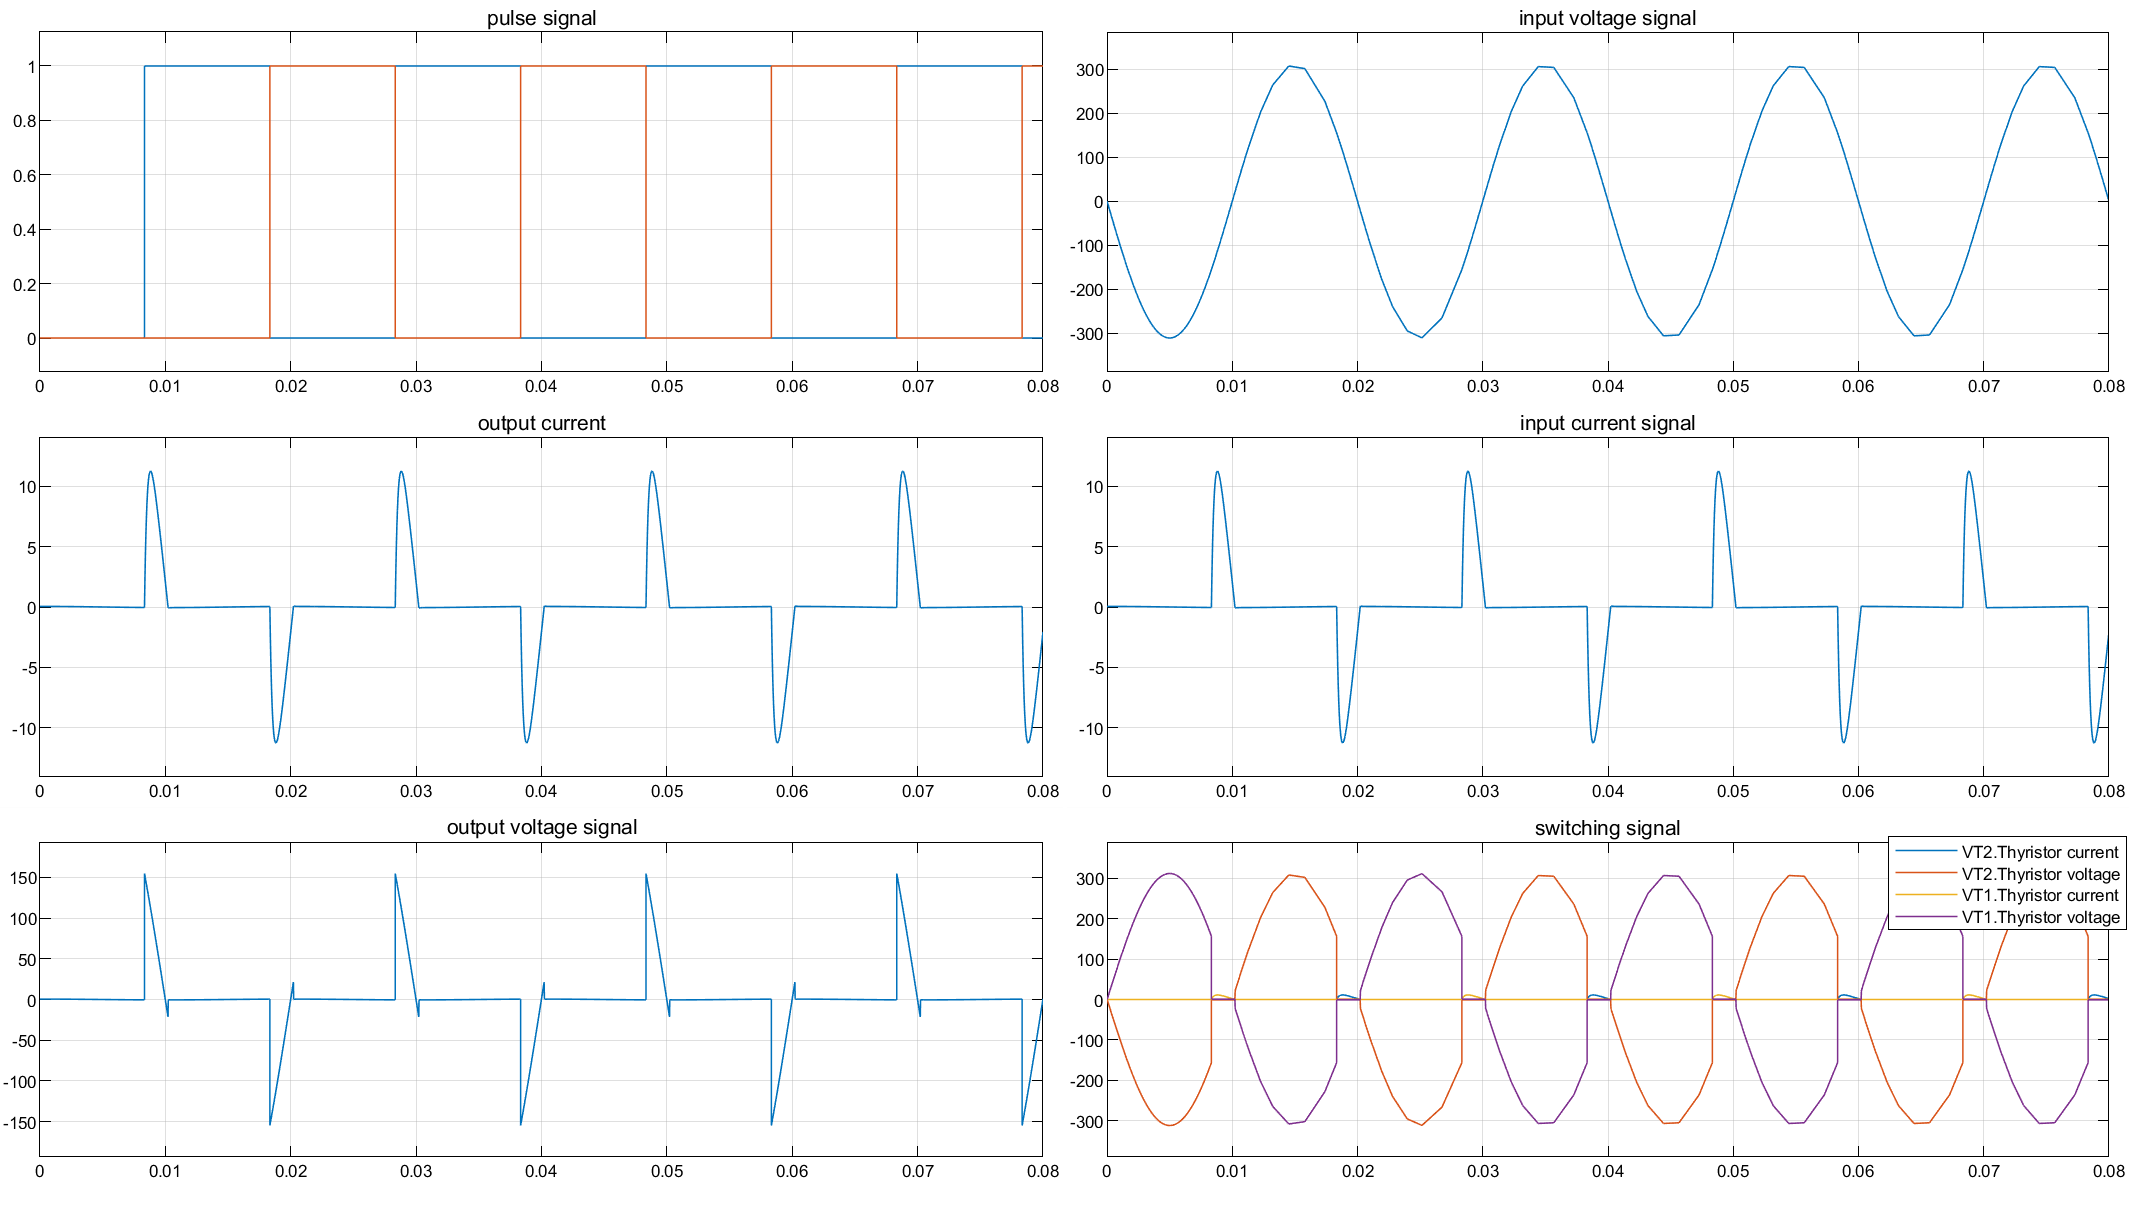 pulse signal
1
0.8
0.6
0.4
0.2
0
0 0.01 0.02 0.03 0.04 0.05 0.06 0.07 0.08
input voltage signal
300
200
100
0
-100
-200
-300
0 0.01 0.02 0.03 0.04 0.05 0.06 0.07 0.08
output current
10
5
0
-5
-10
0 0.01 0.02 0.03 0.04 0.05 0.06 0.07 0.08
input current signal
10
5
0
-5
-10
0 0.01 0.02 0.03 0.04 0.05 0.06 0.07 0.08
output voltage signal
150
100
50
0
-50
-100
-150
0 0.01 0.02 0.03 0.04 0.05 0.06 0.07 0.08
switching signal
VT2.Thyristor current
VT2.Thyristor voltage
VT1.Thyristor current
VT1.Thyristor voltage
300
200
100
0
-100
-200
-300
0 0.01 0.02 0.03 0.04 0.05 0.06 0.07 0.08